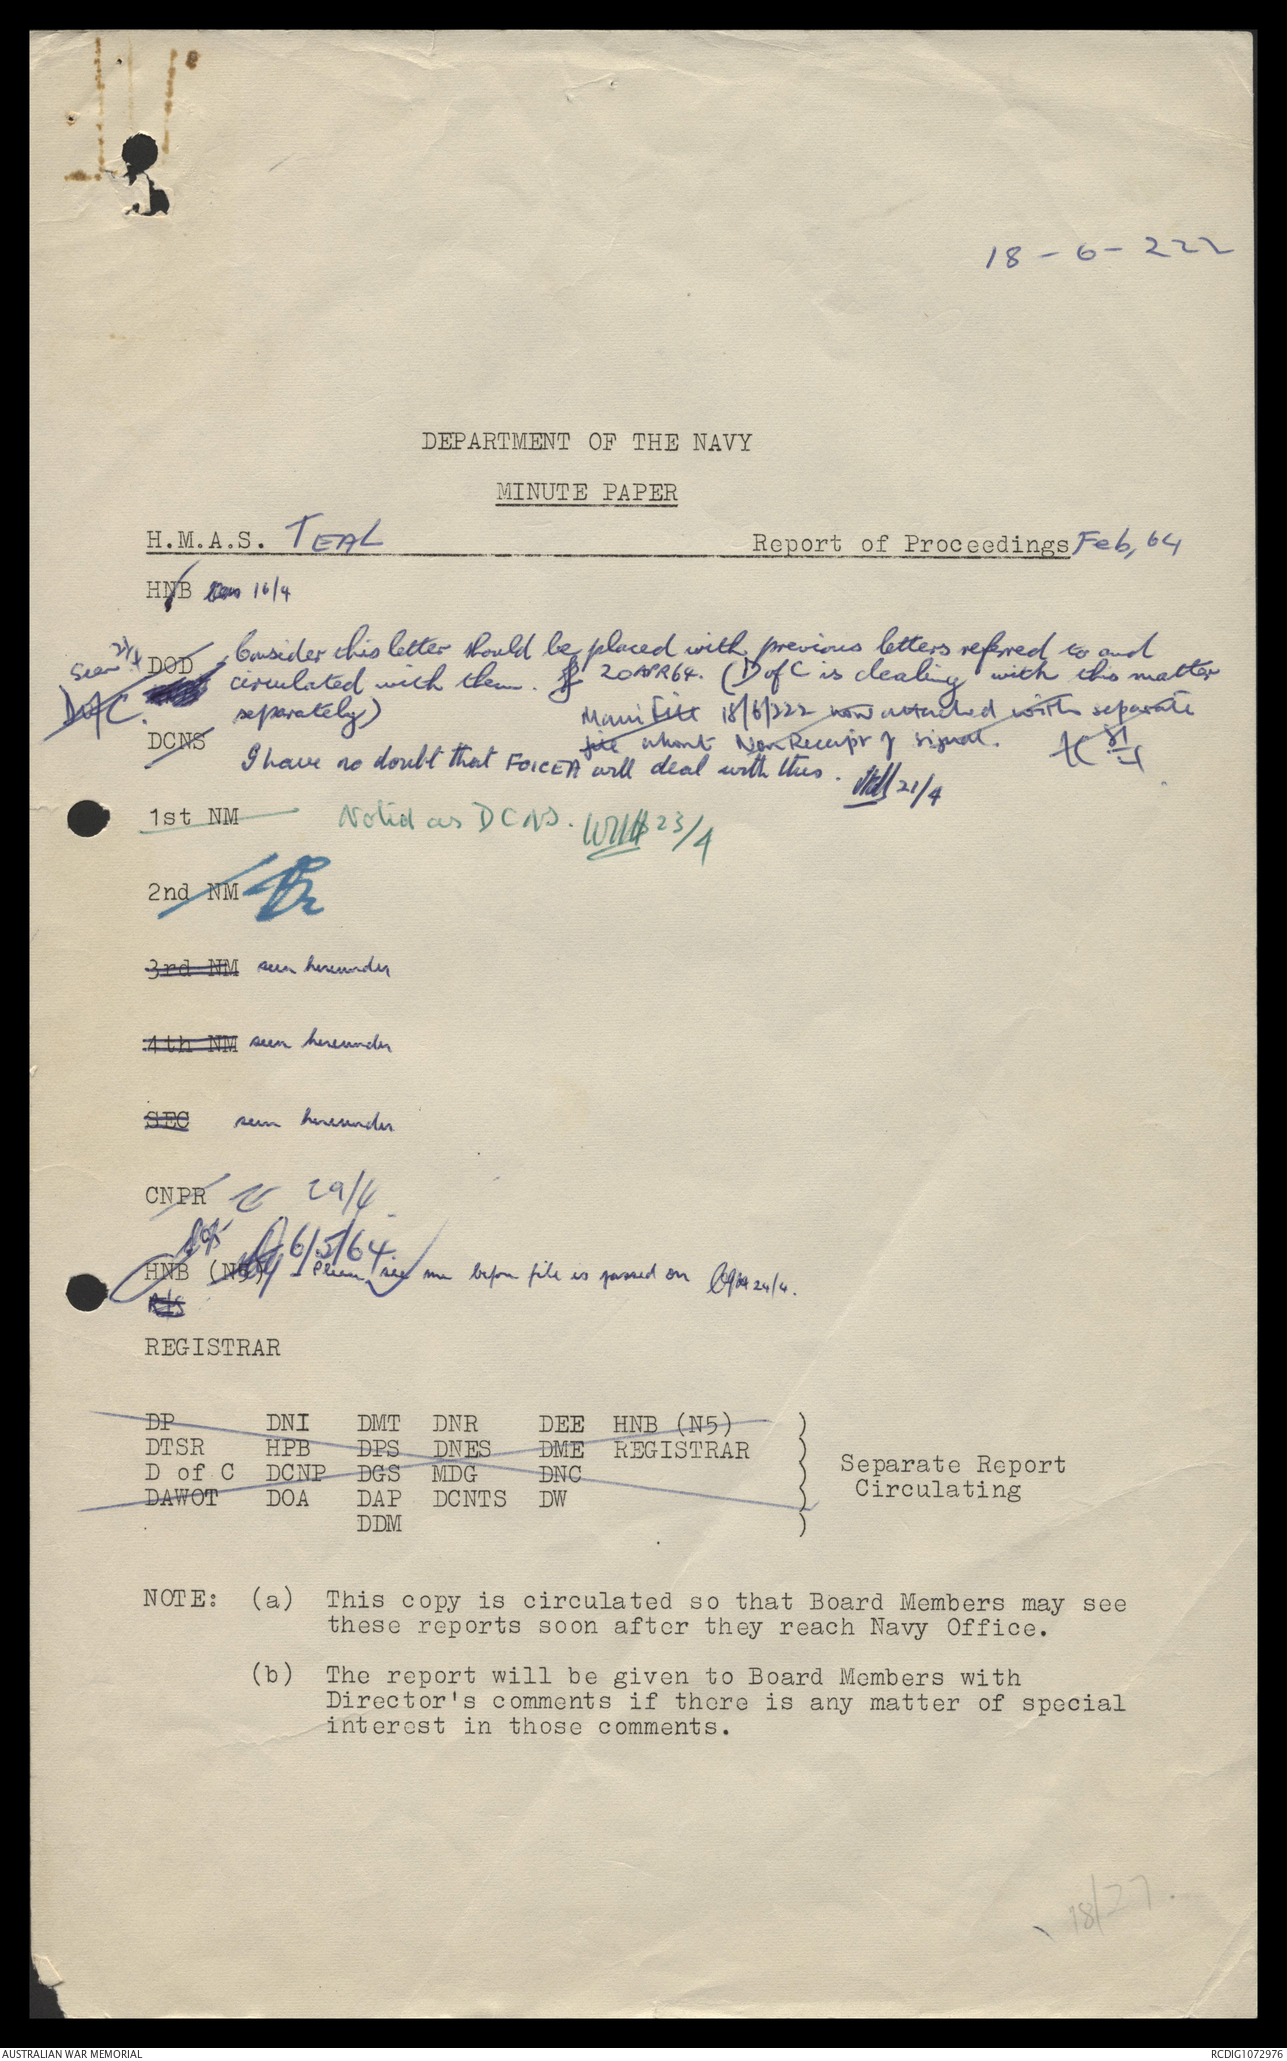 18-6-222
DEPARTMENT OF THE NAVY
MINUTE PAPER
H.M.A.S. TEAL Report of Proceedings Feb, 64
HNB 16/4
Seen 21/4
DOD Consider this letter should be placed with previous letters referred to and
circulated with them. 20APR64. (D of C is dealing with this matter
D of C. separately)
Main File 18/6/222 now attached with separate
file about Non Receipt of signal.
DCNS
I have no doubt that FOICEA will deal with this. 21/4
1st NM Noted as DCNS. 23/4
2nd NM
3rd NM seen hereunder
4th NM seen hereunder
SEC seen hereunder
CNPR 29/4
6/5/64
HNB (N5) - Please see me before file is passed on 24/4.
REGISTRAR
DP DNI DMT DNR DEE HNB (N5) )
DTSR HPB DPS DNES DME REGISTRAR )
D of C DCNP DGS MDG DNC ) Separate Report
DAWOT DOA DAP DCNTS DW ) Circulating
DDM )
NOTE: (a) This copy is circulated so that Board Members may see
these reports soon after they reach Navy Office.
(b) The report will be given to Board Members with
Director's comments if there is any matter of special
interest in those comments.
18/27.
AUSTRALIAN WAR MEMORIAL RCDIG1072976